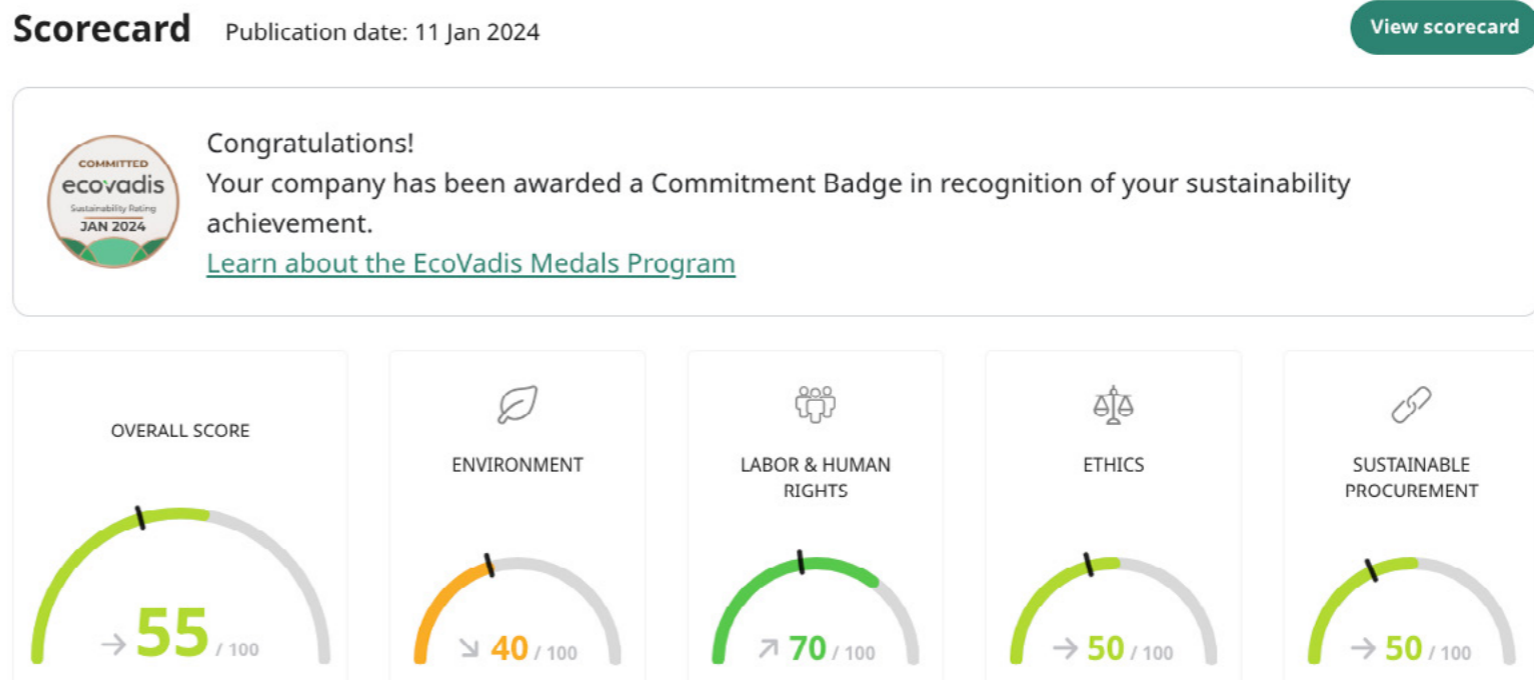 Scorecard Publication date: 11 Jan 2024
View scorecard
COMMITTED
ecovadis
Sustainability Rating
JAN 2024
Congratulations!
Your company has been awarded a Commitment Badge in recognition of your sustainability
achievement.
Learn about the EcoVadis Medals Program
OVERALL SCORE
→ 55 / 100
ENVIRONMENT
↘ 40 / 100
LABOR & HUMAN
RIGHTS
↗ 70 / 100
ETHICS
→ 50 / 100
SUSTAINABLE
PROCUREMENT
→ 50 / 100